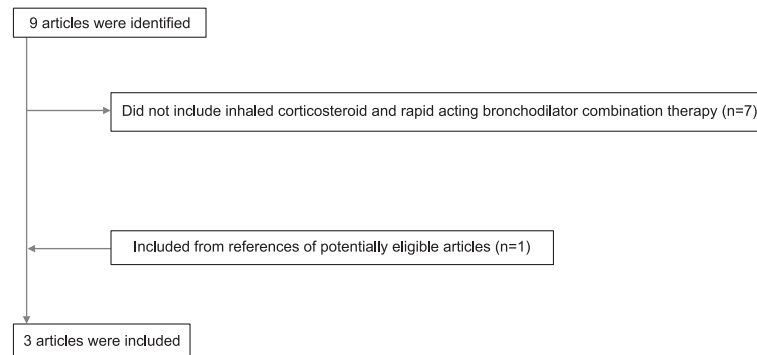 9 articles were identified
Did not include inhaled corticosteroid and rapid acting bronchodilator combination therapy (n=7)
Included from references of potentially eligible articles (n=1)
3 articles were included